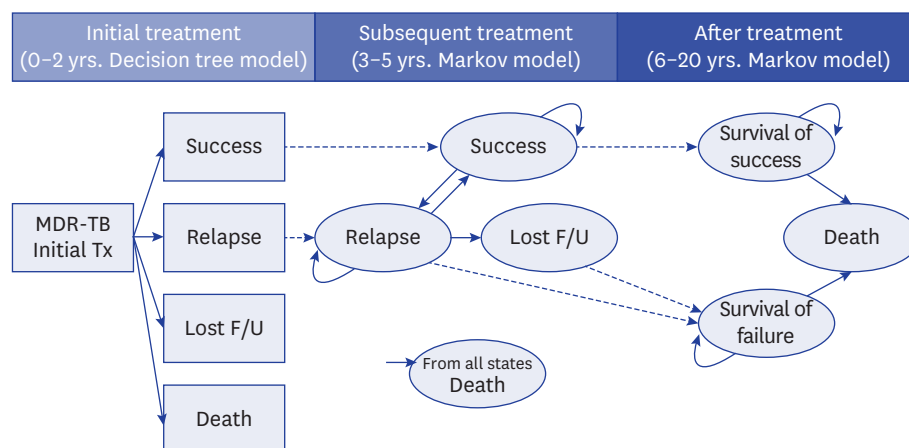 Initial treatment
(0–2 yrs. Decision tree model)
Subsequent treatment
(3–5 yrs. Markov model)
After treatment
(6–20 yrs. Markov model)
MDR-TB
Initial Tx
Success
Relapse
Lost F/U
Death
Success
Relapse
Lost F/U
From all states
Death
Survival of
success
Death
Survival of
failure